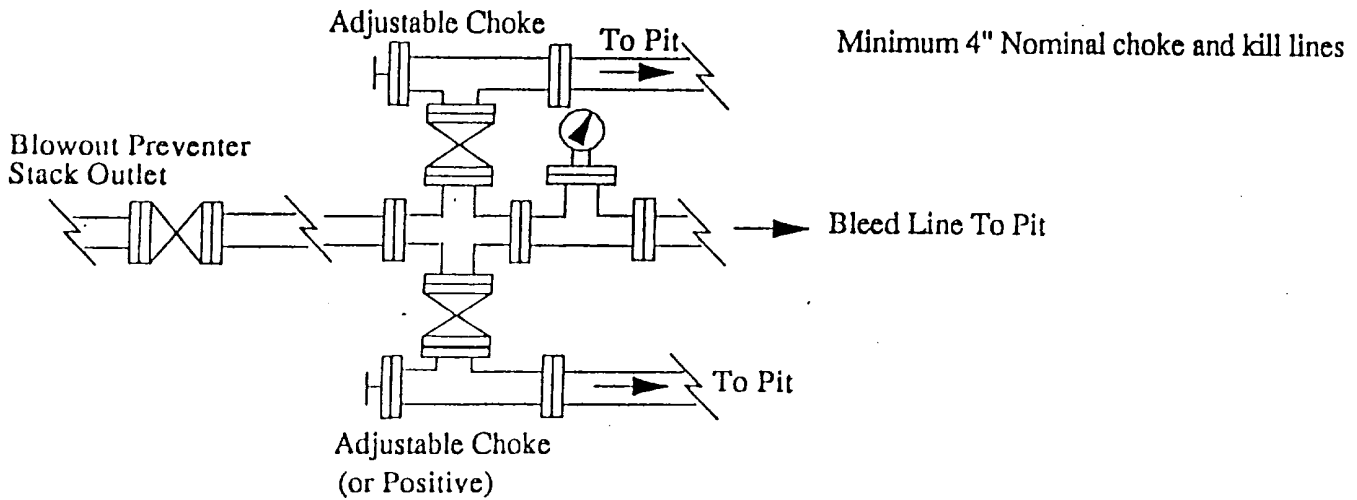 Adjustable Choke
To Pit
Minimum 4" Nominal choke and kill lines
Blowout Preventer
Stack Outlet
Bleed Line To Pit
To Pit
Adjustable Choke
(or Positive)